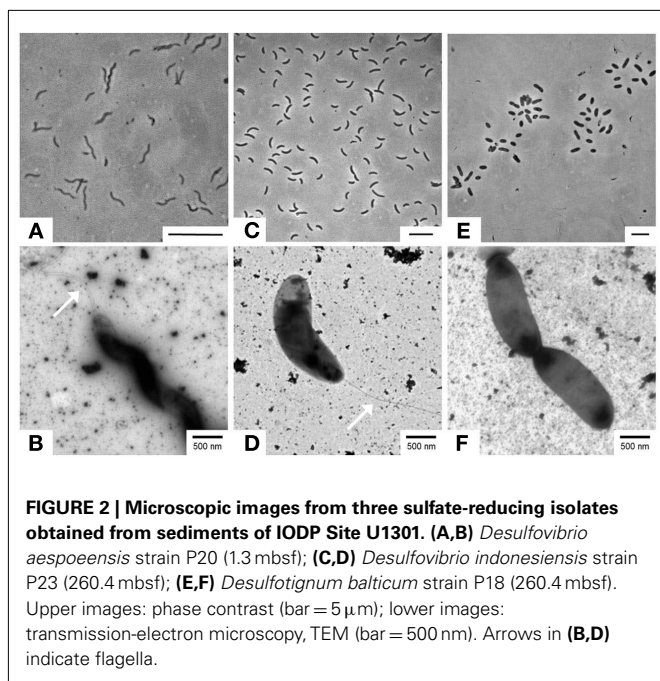 A
C
E
B
500 nm
D
500 nm
F
500 nm
FIGURE 2 | Microscopic images from three sulfate-reducing isolates
obtained from sediments of IODP Site U1301. (A,B) Desulfovibrio
aespoeensis strain P20 (1.3 mbsf); (C,D) Desulfovibrio indonesiensis strain
P23 (260.4 mbsf); (E,F) Desulfotignum balticum strain P18 (260.4 mbsf).
Upper images: phase contrast (bar = 5 μm); lower images:
transmission-electron microscopy, TEM (bar = 500 nm). Arrows in (B,D)
indicate flagella.